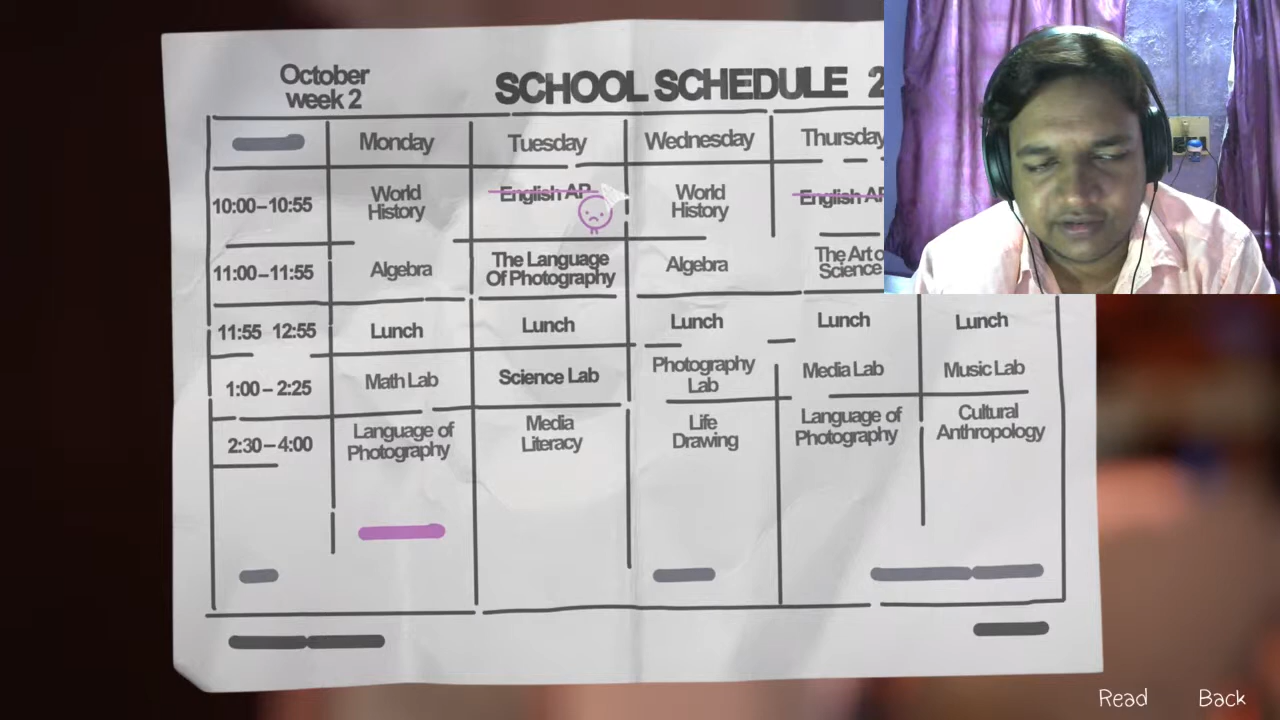 October
week 2
SCHOOL SCHEDULE 2
Monday
Tuesday
Wednesday
Thursday
10:00–10:55
World
History
English AP
World
History
English AP
11:00–11:55
Algebra
The Language
Of Photography
Algebra
The Art o
Science
11:55 12:55
Lunch
Lunch
Lunch
Lunch
Lunch
1:00–2:25
Math Lab
Science Lab
Photography
Lab
Media Lab
Music Lab
2:30–4:00
Language of
Photography
Media
Literacy
Life
Drawing
Language of
Photography
Cultural
Anthropology
Read
Back